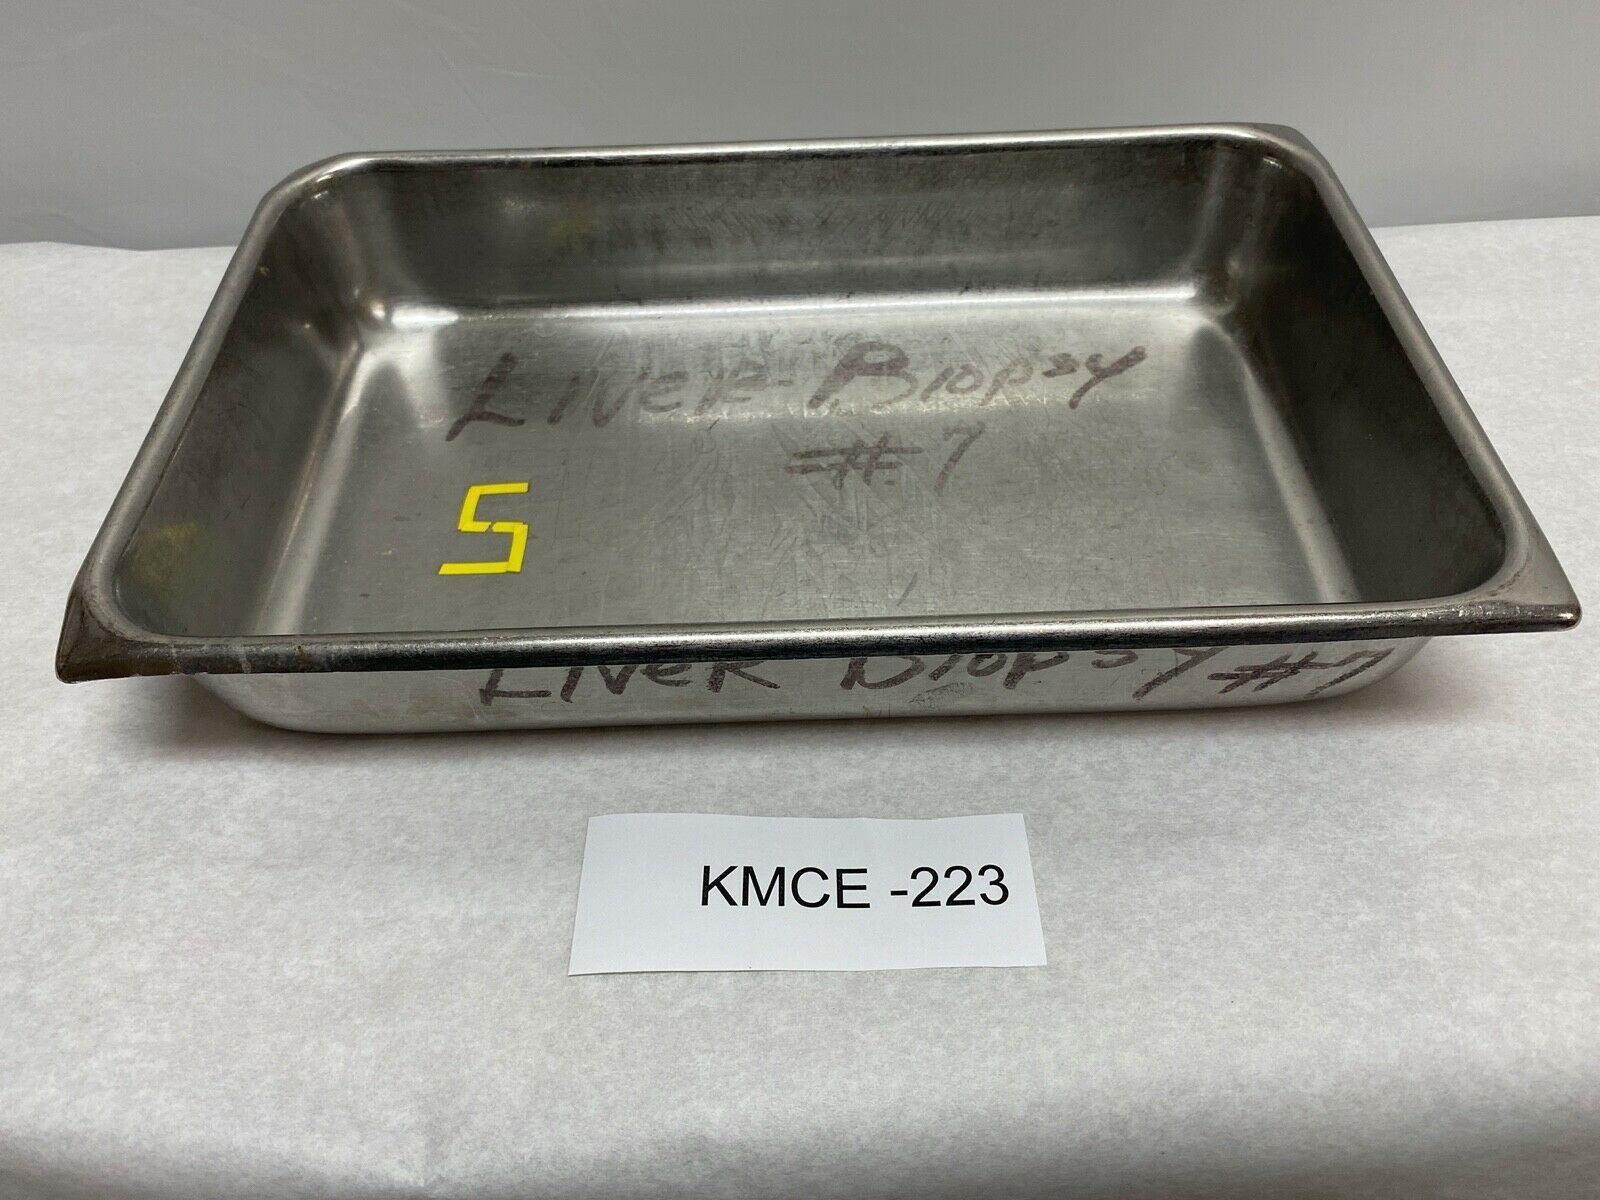 LIVER BIOPSY
#7
5
LIVER BIOPSY #7
KMCE -223